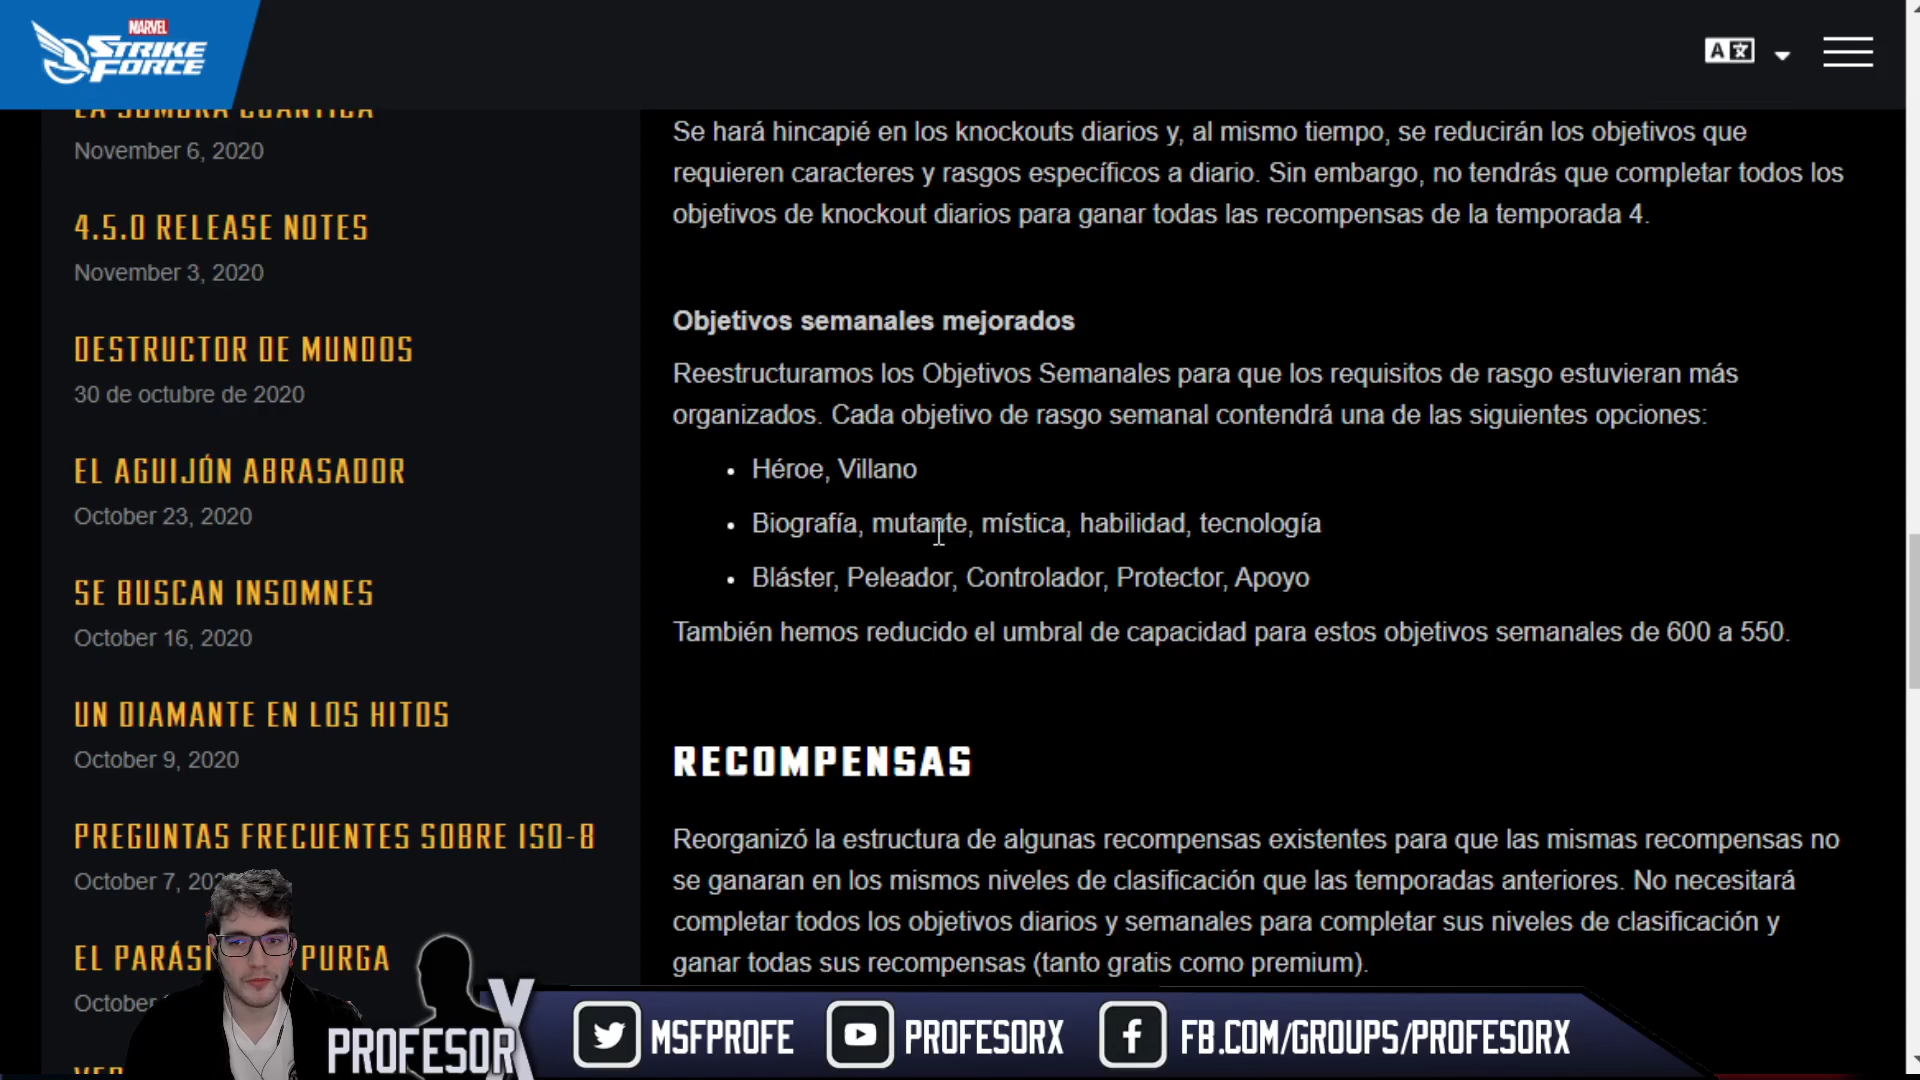 MARVEL
STRIKE
FORCE
A
LA SOMBRA CUÁNTICA
November 6, 2020
4.5.0 RELEASE NOTES
November 3, 2020
DESTRUCTOR DE MUNDOS
30 de octubre de 2020
EL AGUIJÓN ABRASADOR
October 23, 2020
SE BUSCAN INSOMNES
October 16, 2020
UN DIAMANTE EN LOS HITOS
October 9, 2020
PREGUNTAS FRECUENTES SOBRE ISO-8
October 7, 202
EL PARÁSI PURGA
October
Se hará hincapié en los knockouts diarios y, al mismo tiempo, se reducirán los objetivos que
requieren caracteres y rasgos específicos a diario. Sin embargo, no tendrás que completar todos los
objetivos de knockout diarios para ganar todas las recompensas de la temporada 4.
Objetivos semanales mejorados
Reestructuramos los Objetivos Semanales para que los requisitos de rasgo estuvieran más
organizados. Cada objetivo de rasgo semanal contendrá una de las siguientes opciones:
• Héroe, Villano
• Biografía, mutante, mística, habilidad, tecnología
• Bláster, Peleador, Controlador, Protector, Apoyo
También hemos reducido el umbral de capacidad para estos objetivos semanales de 600 a 550.
RECOMPENSAS
Reorganizó la estructura de algunas recompensas existentes para que las mismas recompensas no
se ganaran en los mismos niveles de clasificación que las temporadas anteriores. No necesitará
completar todos los objetivos diarios y semanales para completar sus niveles de clasificación y
ganar todas sus recompensas (tanto gratis como premium).
PROFESOR X
MSFPROFE
PROFESORX
FB.COM/GROUPS/PROFESORX